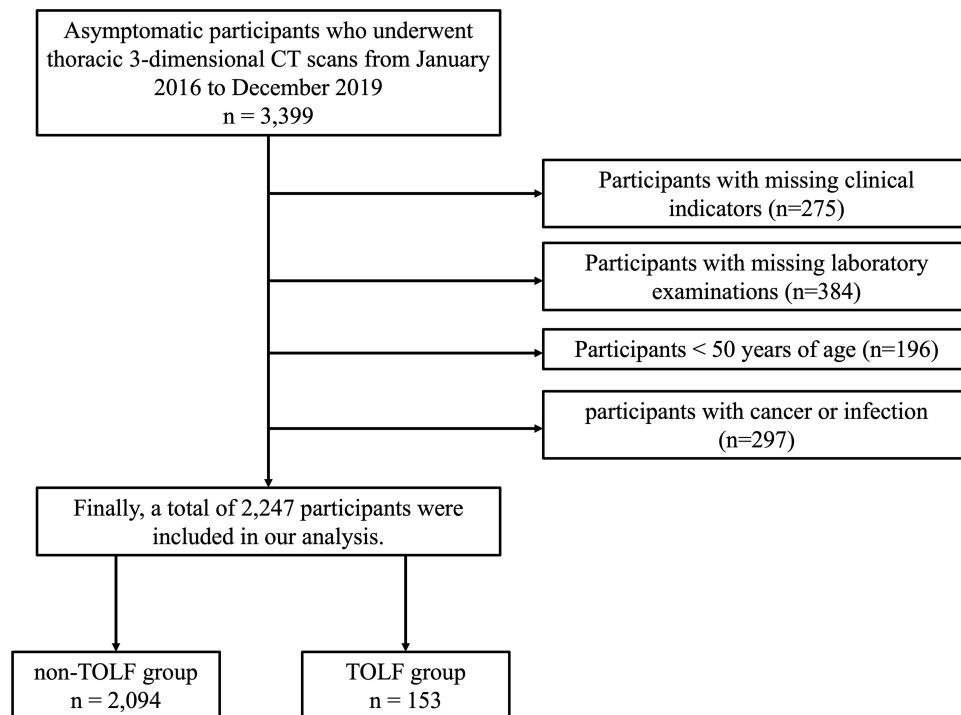 Asymptomatic participants who underwent
thoracic 3-dimensional CT scans from January
2016 to December 2019
n = 3,399
Participants with missing clinical
indicators (n=275)
Participants with missing laboratory
examinations (n=384)
Participants < 50 years of age (n=196)
participants with cancer or infection
(n=297)
Finally, a total of 2,247 participants were
included in our analysis.
non-TOLF group
n = 2,094
TOLF group
n = 153